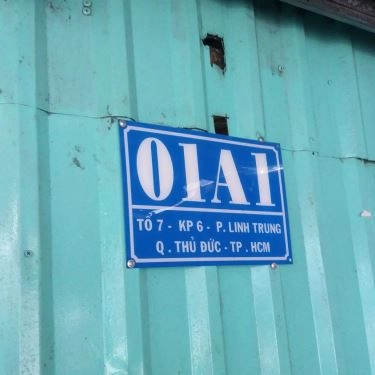 01A1
TỔ 7 - KP 6 - P. LINH TRUNG
Q . THỦ ĐỨC - TP . HCM